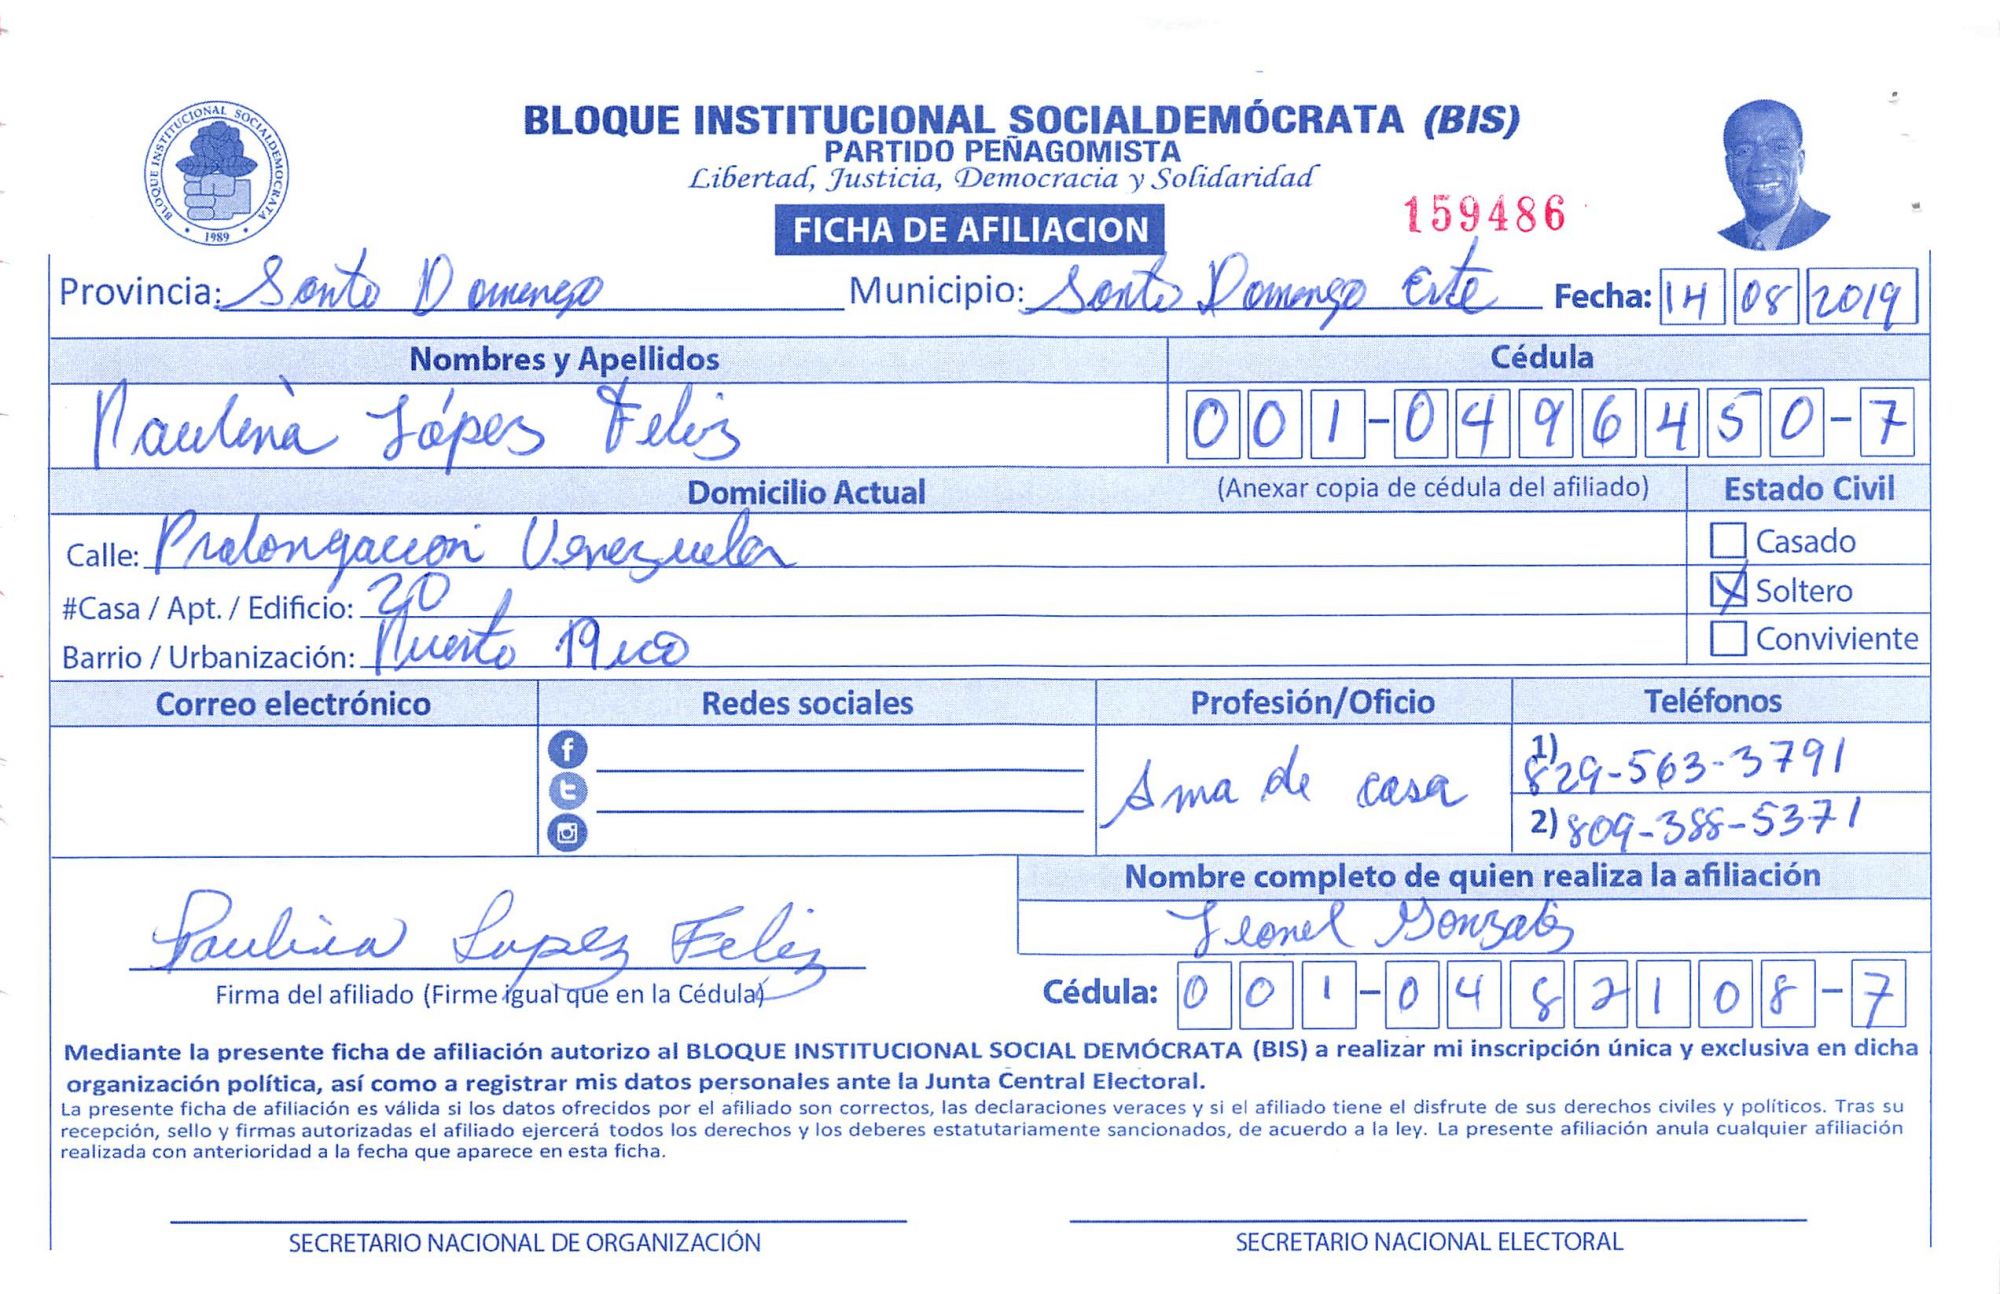 BLOQUE INSTITUCIONAL SOCIALDEMÓCRATA (BIS)
PARTIDO PEÑAGOMISTA
Libertad, Justicia, Democracia y Solidaridad
BLOQUE INSTITUCIONAL SOCIALDEMOCRATA
1989
FICHA DE AFILIACION
159486
Provincia: Santo Domingo Municipio: Santo Domingo Este Fecha: 14 08 2019
Nombres y Apellidos Cédula
Paulina López Feliz 001-0496450-7
Domicilio Actual (Anexar copia de cédula del afiliado) Estado Civil
Calle: Prolongacion Venezuela Casado
#Casa / Apt. / Edificio: 20 Soltero
Barrio / Urbanización: Puerto Rico Conviviente
Correo electrónico Redes sociales Profesión/Oficio Teléfonos
1) 829-563-3791
Ama de casa
2) 809-388-5371
Nombre completo de quien realiza la afiliación
Leonel Gonzalez
Paulina Lopez Feliz
Firma del afiliado (Firme igual que en la Cédula) Cédula: 001-0482108-7
Mediante la presente ficha de afiliación autorizo al BLOQUE INSTITUCIONAL SOCIAL DEMÓCRATA (BIS) a realizar mi inscripción única y exclusiva en dicha
organización política, así como a registrar mis datos personales ante la Junta Central Electoral.
La presente ficha de afiliación es válida si los datos ofrecidos por el afiliado son correctos, las declaraciones veraces y si el afiliado tiene el disfrute de sus derechos civiles y políticos. Tras su
recepción, sello y firmas autorizadas el afiliado ejercerá todos los derechos y los deberes estatutariamente sancionados, de acuerdo a la ley. La presente afiliación anula cualquier afiliación
realizada con anterioridad a la fecha que aparece en esta ficha.
SECRETARIO NACIONAL DE ORGANIZACIÓN SECRETARIO NACIONAL ELECTORAL